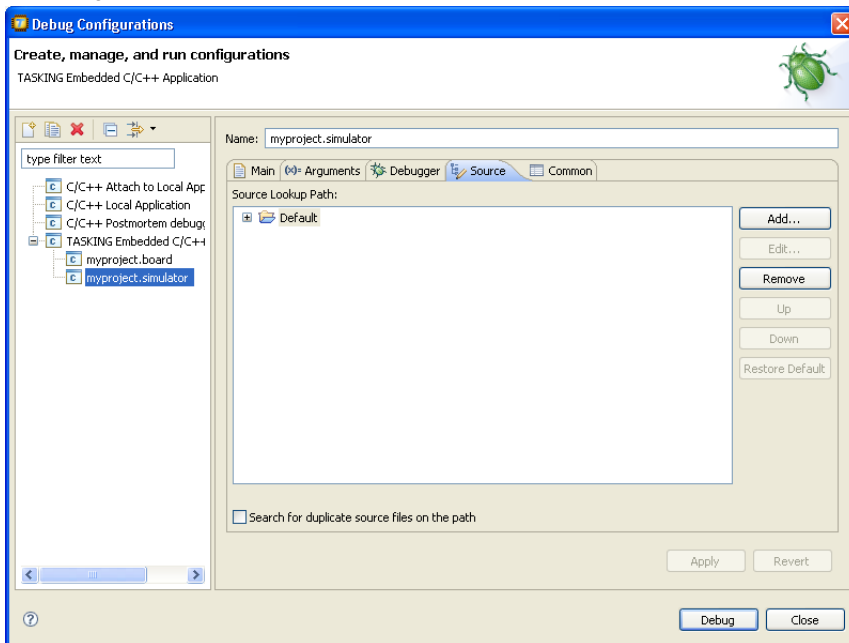 Debug Configurations
Create, manage, and run configurations
TASKING Embedded C/C++ Application
type filter text
C/C++ Attach to Local App
C/C++ Local Application
C/C++ Postmortem debugg
TASKING Embedded C/C++
myproject.board
myproject.simulator
Name: myproject.simulator
Main (x)= Arguments Debugger Source Common
Source Lookup Path:
Default
Add...
Edit...
Remove
Up
Down
Restore Default
Search for duplicate source files on the path
Apply Revert
Debug Close